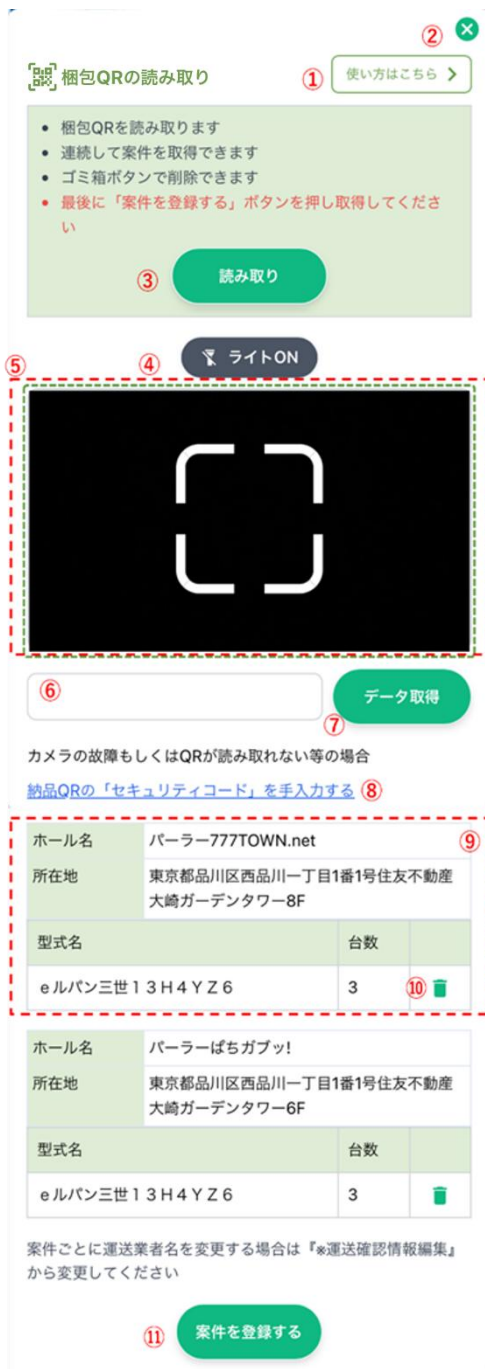 ②
梱包QRの読み取り
① 使い方はこちら
• 梱包QRを読み取ります
• 連続して案件を取得できます
• ゴミ箱ボタンで削除できます
• 最後に「案件を登録する」ボタンを押し取得してくださ
い
③ 読み取り
⑤ ④ ライトON
⑥ データ取得
⑦
カメラの故障もしくはQRが読み取れない等の場合
納品QRの「セキュリティコード」を手入力する ⑧
ホール名 パーラー777TOWN.net ⑨
所在地 東京都品川区西品川一丁目1番1号住友不動産
大崎ガーデンタワー8F
型式名 台数
eルパン三世13H4YZ6 3 ⑩
ホール名 パーラーぱちガブッ!
所在地 東京都品川区西品川一丁目1番1号住友不動産
大崎ガーデンタワー6F
型式名 台数
eルパン三世13H4YZ6 3
案件ごとに運送業者名を変更する場合は『※運送確認情報編集』
から変更してください
⑪ 案件を登録する